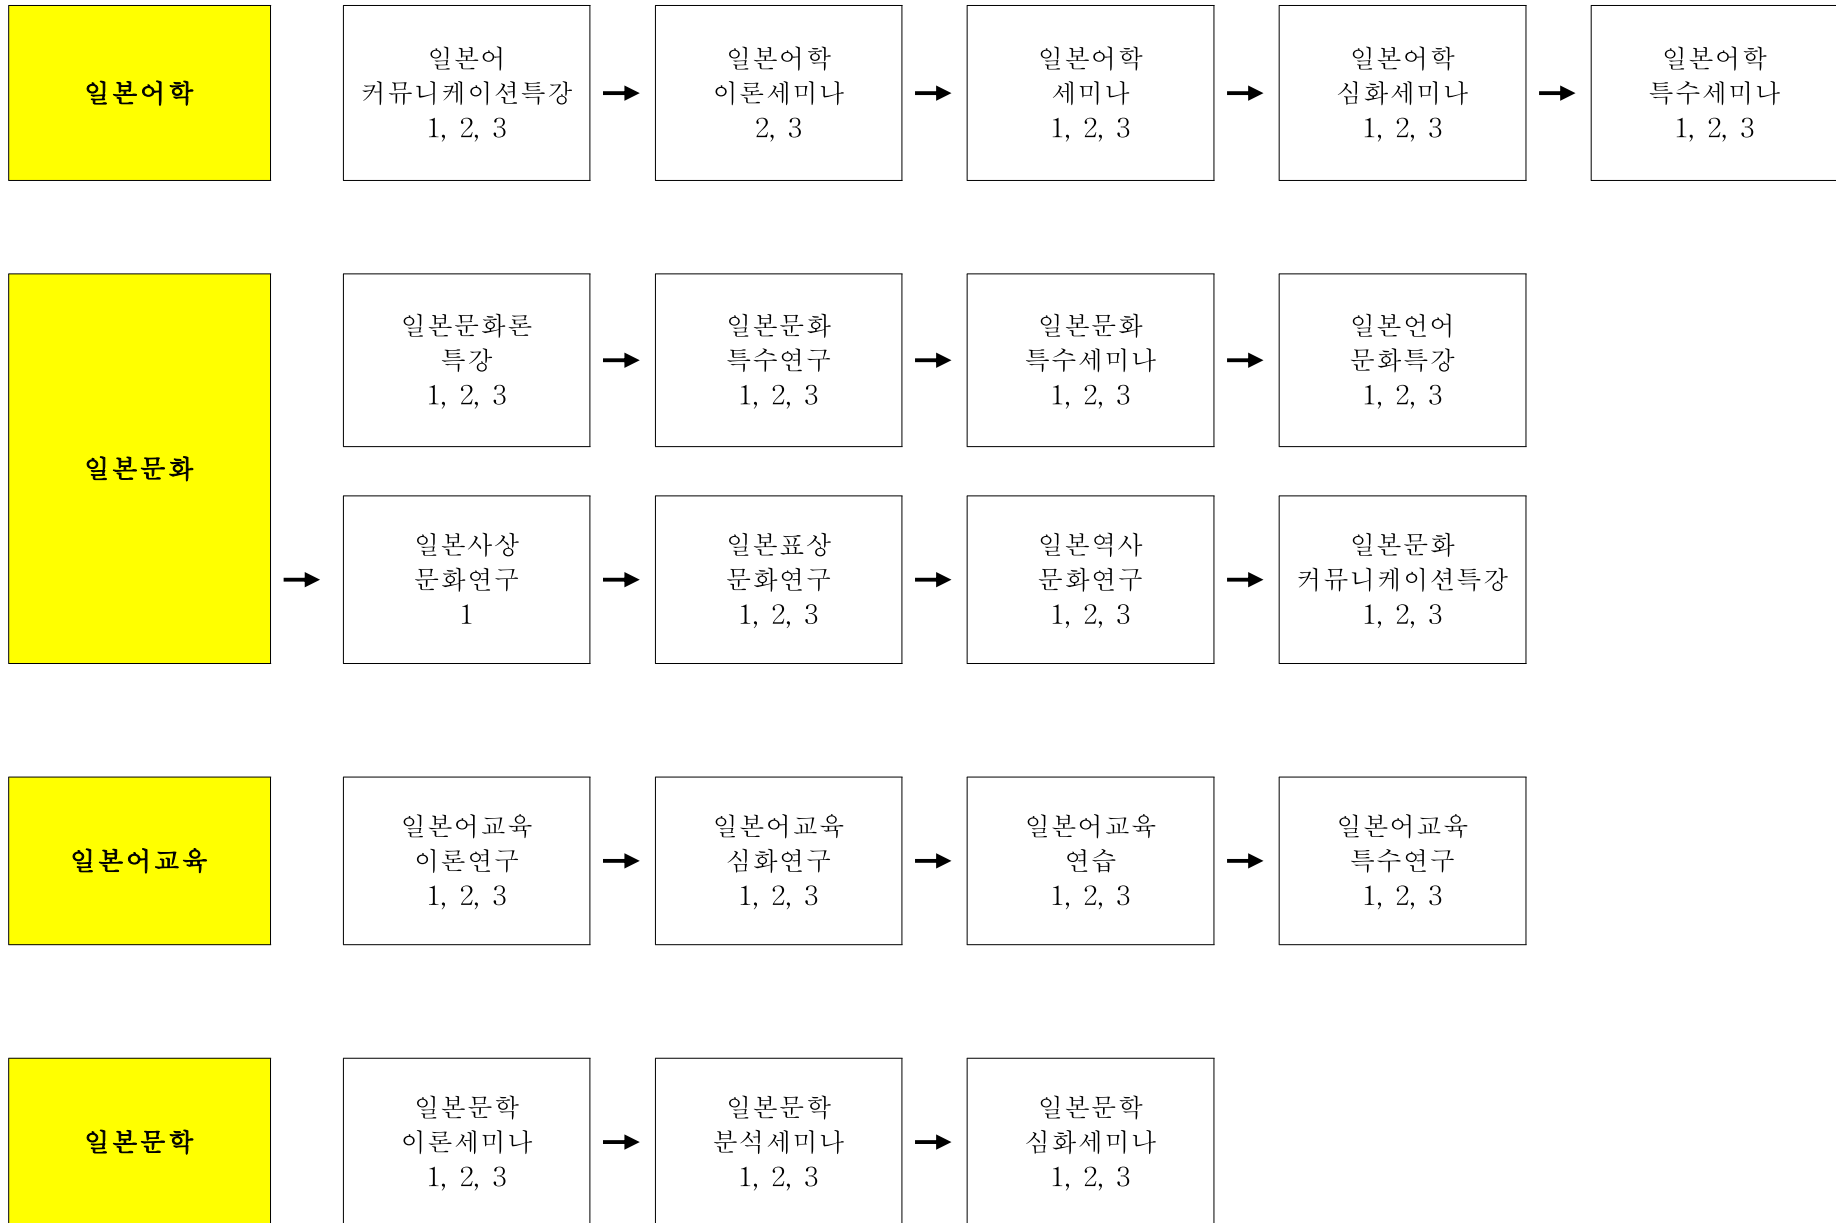 일본어학
일본어
커뮤니케이션특강
1, 2, 3
일본어학
이론세미나
2, 3
일본어학
세미나
1, 2, 3
일본어학
심화세미나
1, 2, 3
일본어학
특수세미나
1, 2, 3
일본문화
일본문화론
특강
1, 2, 3
일본문화
특수연구
1, 2, 3
일본문화
특수세미나
1, 2, 3
일본언어
문화특강
1, 2, 3
일본사상
문화연구
1
일본표상
문화연구
1, 2, 3
일본역사
문화연구
1, 2, 3
일본문화
커뮤니케이션특강
1, 2, 3
일본어교육
일본어교육
이론연구
1, 2, 3
일본어교육
심화연구
1, 2, 3
일본어교육
연습
1, 2, 3
일본어교육
특수연구
1, 2, 3
일본문학
일본문학
이론세미나
1, 2, 3
일본문학
분석세미나
1, 2, 3
일본문학
심화세미나
1, 2, 3